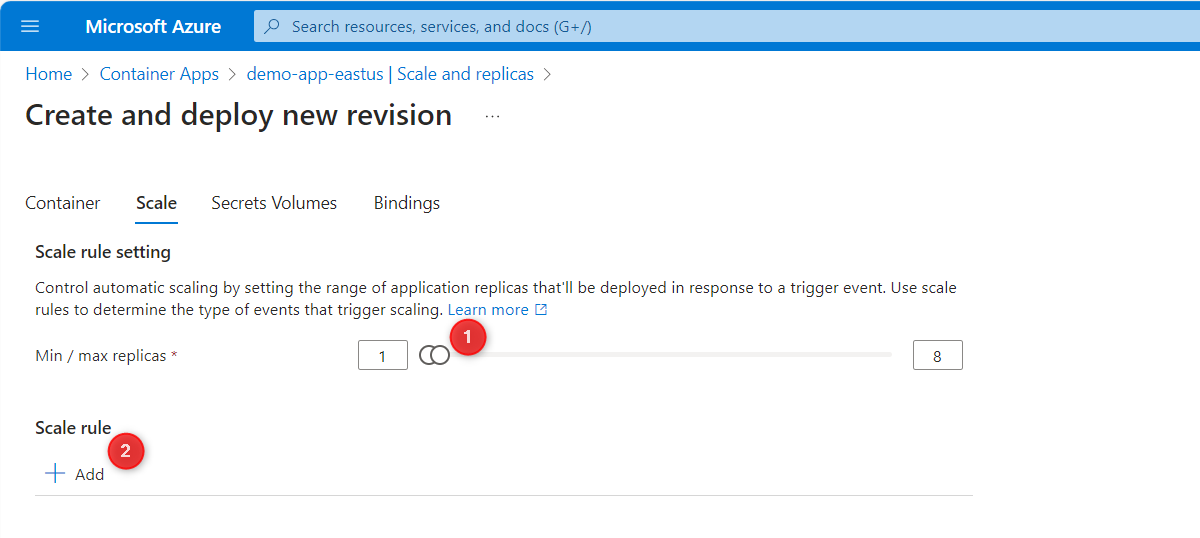 Microsoft Azure
Search resources, services, and docs (G+/)
Home > Container Apps > demo-app-eastus | Scale and replicas >
Create and deploy new revision ...
Container Scale Secrets Volumes Bindings
Scale rule setting
Control automatic scaling by setting the range of application replicas that'll be deployed in response to a trigger event. Use scale
rules to determine the type of events that trigger scaling. Learn more
1
Min / max replicas * 1 8
Scale rule
2
+ Add